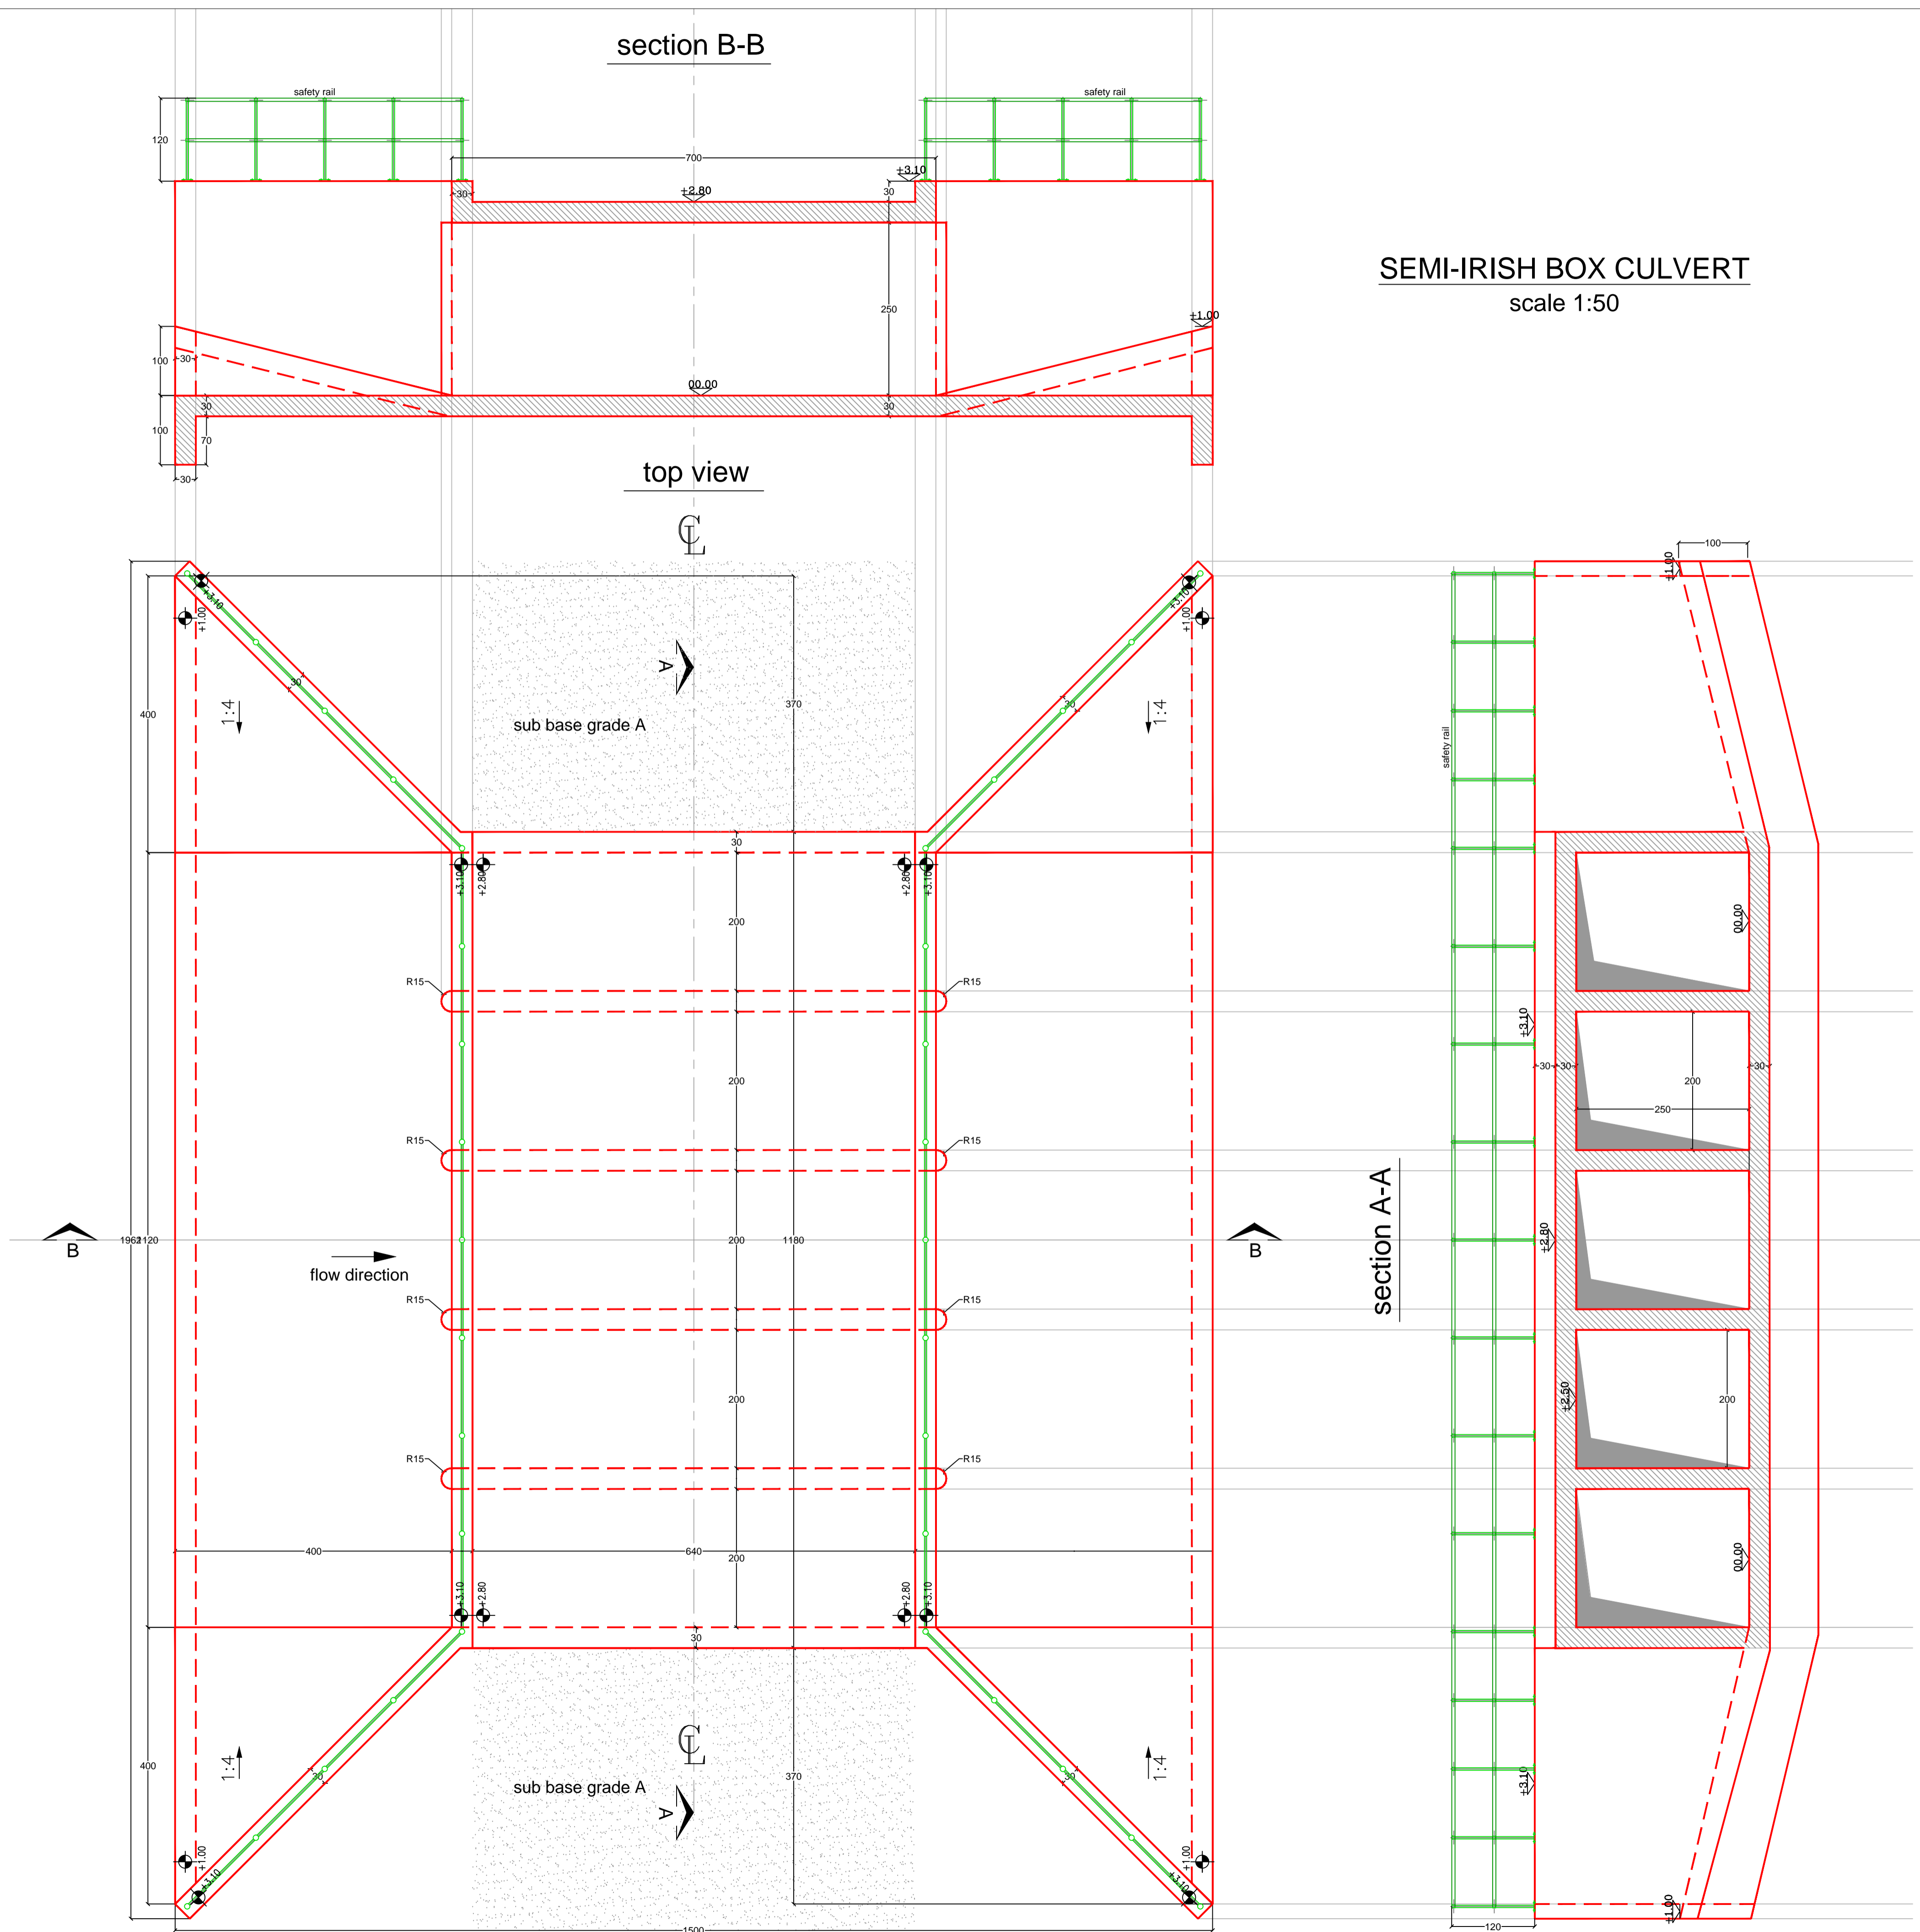 section B-B
safety rail
safety rail
120
700
+3.10
30
+2.80
30
SEMI-IRISH BOX CULVERT
scale 1:50
250
+1.00
100
30
00.00
30
30
100
70
30
top view
CL
100
+1.00
+3.10
+1.00
+3.10
+1.00
30
30
A
400
1:4
sub base grade A
370
1:4
safety rail
30
+3.10
+2.80
+2.80
+3.10
200
00.00
R15
R15
+3.10
30
30
30
200
200
250
R15
R15
section A-A
B
1962
1120
200
1180
B
+2.80
flow direction
R15
R15
200
+2.50
200
R15
R15
400
640
200
00.00
+3.10
+2.80
+2.80
+3.10
30
CL
1:4
1:4
400
30
sub base grade A
370
30
+3.10
A
+1.00
+3.10
+1.00
+3.10
+1.00
1500
120